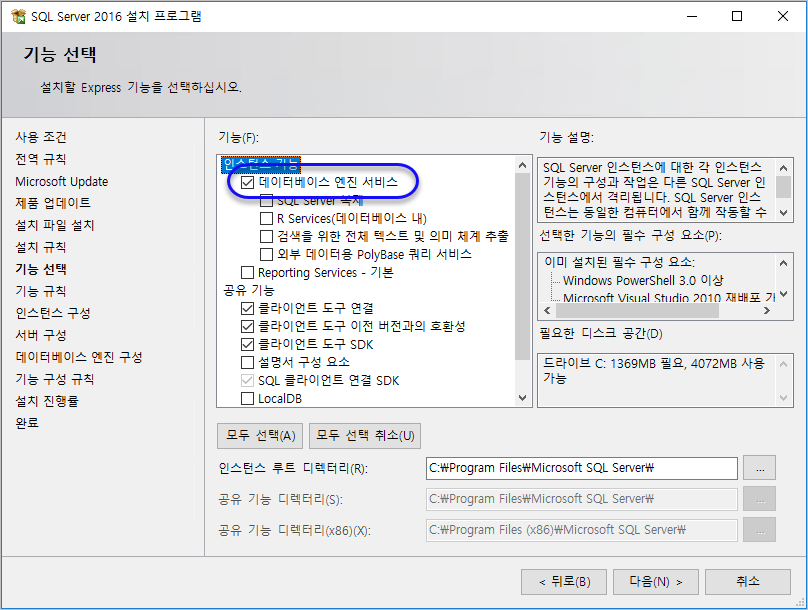 SQL Server 2016 설치 프로그램
기능 선택
설치할 Express 기능을 선택하십시오.
사용 조건
전역 규칙
Microsoft Update
제품 업데이트
설치 파일 설치
설치 규칙
기능 선택
기능 규칙
인스턴스 구성
서버 구성
데이터베이스 엔진 구성
기능 구성 규칙
설치 진행률
완료
기능(F):
인스턴스 기능
데이터베이스 엔진 서비스
SQL Server 복제
R Services(데이터베이스 내)
검색을 위한 전체 텍스트 및 의미 체계 추출
외부 데이터용 PolyBase 쿼리 서비스
Reporting Services - 기본
공유 기능
클라이언트 도구 연결
클라이언트 도구 이전 버전과의 호환성
클라이언트 도구 SDK
설명서 구성 요소
SQL 클라이언트 연결 SDK
LocalDB
기능 설명:
SQL Server 인스턴스에 대한 각 인스턴스
기능의 구성과 작업은 다른 SQL Server 인
스턴스에서 격리됩니다. SQL Server 인스
턴스는 동일한 컴퓨터에서 함께 작동할 수
선택한 기능의 필수 구성 요소(P):
이미 설치된 필수 구성 요소:
Windows PowerShell 3.0 이상
Microsoft Visual Studio 2010 재배포 가
필요한 디스크 공간(D)
드라이브 C: 1369MB 필요, 4072MB 사용
가능
모두 선택(A) 모두 선택 취소(U)
인스턴스 루트 디렉터리(R): C:₩Program Files₩Microsoft SQL Server₩ ...
공유 기능 디렉터리(S): C:₩Program Files₩Microsoft SQL Server₩ ...
공유 기능 디렉터리(x86)(X): C:₩Program Files (x86)₩Microsoft SQL Server₩ ...
< 뒤로(B) 다음(N) > 취소